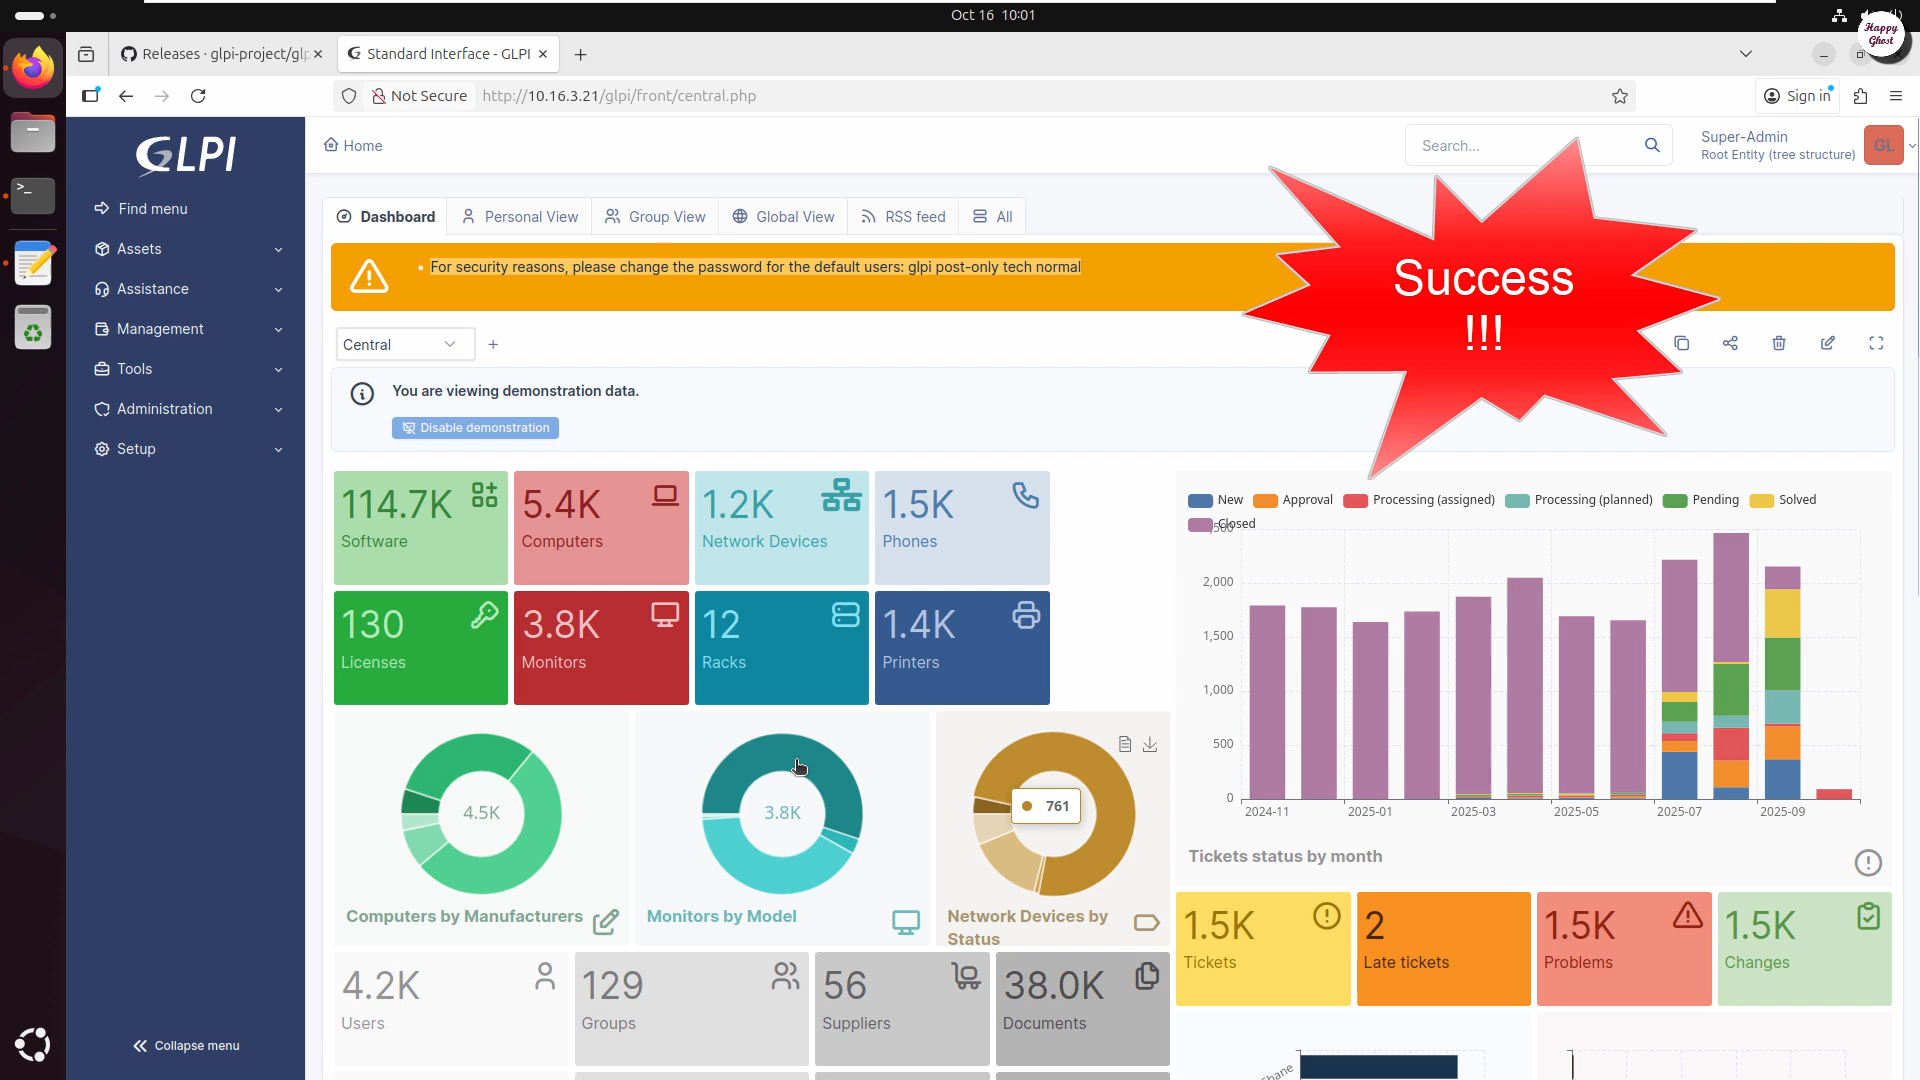 Oct 16 10:01
Happy
Ghost
Releases · glpi-project/glp
Standard Interface - GLPI
Not Secure
http://10.16.3.21/glpi/front/central.php
Sign in
GLPI
Home
Search...
Super-Admin
Root Entity (tree structure)
GL
Find menu
Assets
Assistance
Management
Tools
Administration
Setup
Collapse menu
Dashboard
Personal View
Group View
Global View
RSS feed
All
For security reasons, please change the password for the default users: glpi post-only tech normal
Success
!!!
Central
You are viewing demonstration data.
Disable demonstration
114.7K
Software
5.4K
Computers
1.2K
Network Devices
1.5K
Phones
130
Licenses
3.8K
Monitors
12
Racks
1.4K
Printers
4.5K
Computers by Manufacturers
3.8K
Monitors by Model
761
Network Devices by
Status
4.2K
Users
129
Groups
56
Suppliers
38.0K
Documents
New Approval Processing (assigned) Processing (planned) Pending Solved
Closed
2,000
1,500
1,000
500
0
2024-11 2025-01 2025-03 2025-05 2025-07 2025-09
Tickets status by month
1.5K
Tickets
2
Late tickets
1.5K
Problems
1.5K
Changes